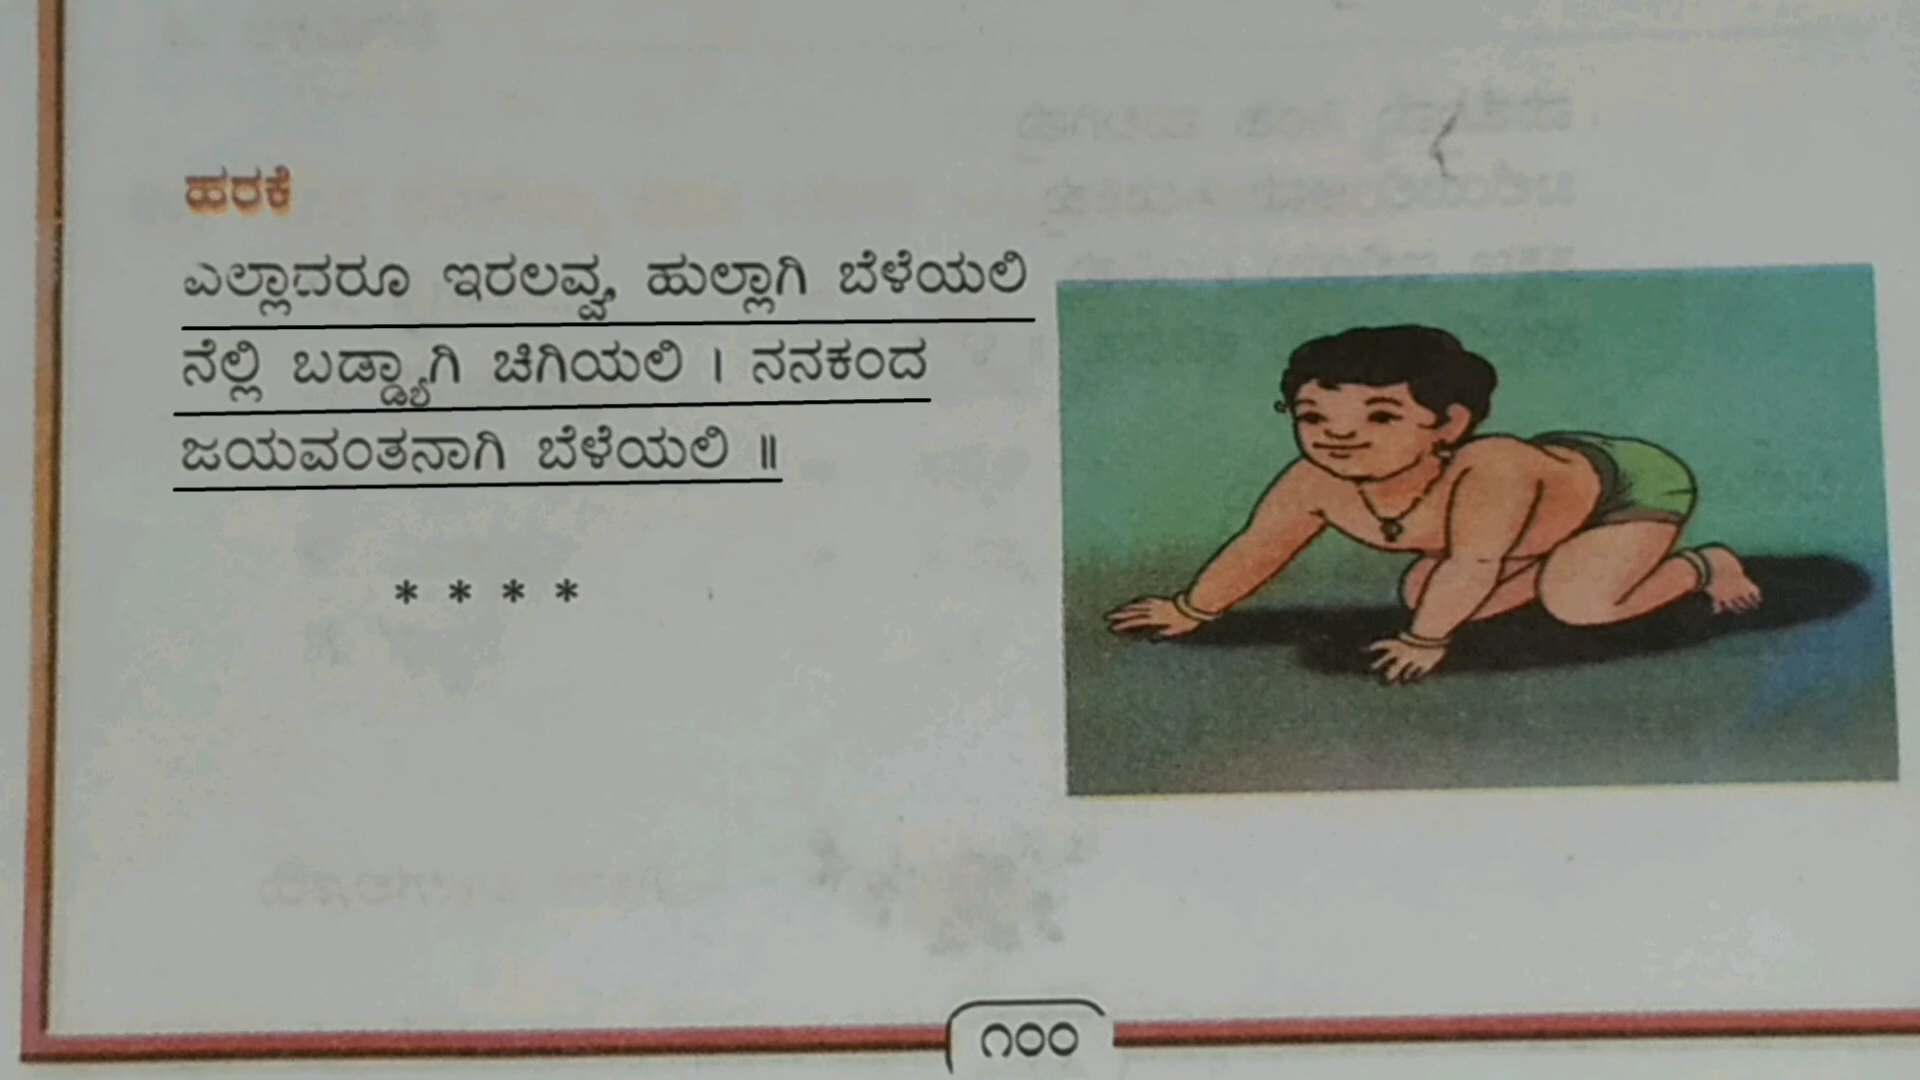 ಹರಕೆ
ಎಲ್ಲಾದರೂ ಇರಲವ್ವ, ಹುಲ್ಲಾಗಿ ಬೆಳೆಯಲಿ
ನೆಲ್ಲಿ ಬಡ್ಡ್ಯಾಗಿ ಚಿಗಿಯಲಿ । ನನಕಂದ
ಜಯವಂತನಾಗಿ ಬೆಳೆಯಲಿ ॥
* * * *
೧೦೦